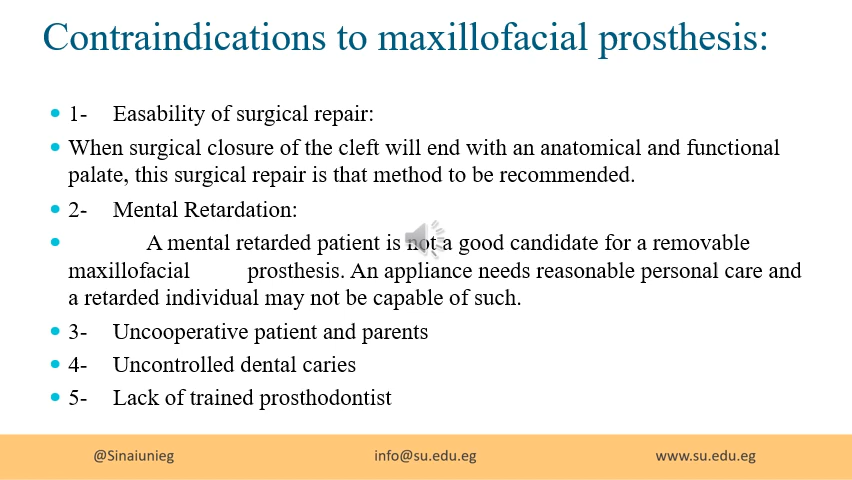 Contraindications to maxillofacial prosthesis:
1- Easability of surgical repair:
When surgical closure of the cleft will end with an anatomical and functional
palate, this surgical repair is that method to be recommended.
2- Mental Retardation:
A mental retarded patient is not a good candidate for a removable
maxillofacial prosthesis. An appliance needs reasonable personal care and
a retarded individual may not be capable of such.
3- Uncooperative patient and parents
4- Uncontrolled dental caries
5- Lack of trained prosthodontist
@Sinaiunieg info@su.edu.eg www.su.edu.eg